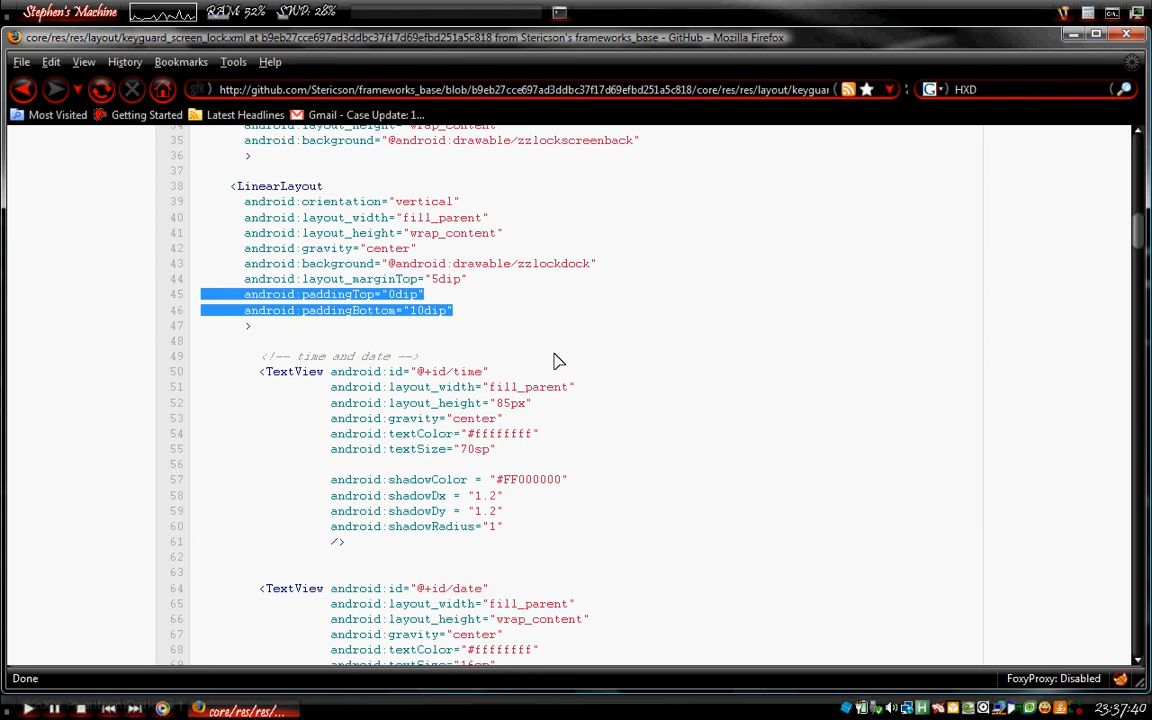 Stephen's Machine RAM: 52% SWP: 28%
core/res/res/layout/keyguard_screen_lock.xml at b9eb27cce697ad3ddbc37f17d69efbd251a5c818 from Stericson's frameworks_base - GitHub - Mozilla Firefox
File Edit View History Bookmarks Tools Help
http://github.com/Stericson/frameworks_base/blob/b9eb27cce697ad3ddbc37f17d69efbd251a5c818/core/res/res/layout/keyguar HXD
Most Visited Getting Started Latest Headlines Gmail - Case Update: 1...
34 android:layout_height="wrap_content"
35 android:background="@android:drawable/zzlockscreenback"
36 >
37
38 <LinearLayout
39 android:orientation="vertical"
40 android:layout_width="fill_parent"
41 android:layout_height="wrap_content"
42 android:gravity="center"
43 android:background="@android:drawable/zzlockdock"
44 android:layout_marginTop="5dip"
45 android:paddingTop="0dip"
46 android:paddingBottom="10dip"
47 >
48
49 <!-- time and date -->
50 <TextView android:id="@+id/time"
51 android:layout_width="fill_parent"
52 android:layout_height="85px"
53 android:gravity="center"
54 android:textColor="#ffffffff"
55 android:textSize="70sp"
56
57 android:shadowColor = "#FF000000"
58 android:shadowDx = "1.2"
59 android:shadowDy = "1.2"
60 android:shadowRadius="1"
61 />
62
63
64 <TextView android:id="@+id/date"
65 android:layout_width="fill_parent"
66 android:layout_height="wrap_content"
67 android:gravity="center"
68 android:textColor="#ffffffff"
69 android:textSize="16sp"
Done FoxyProxy: Disabled
core/res/res/... 23:37:40